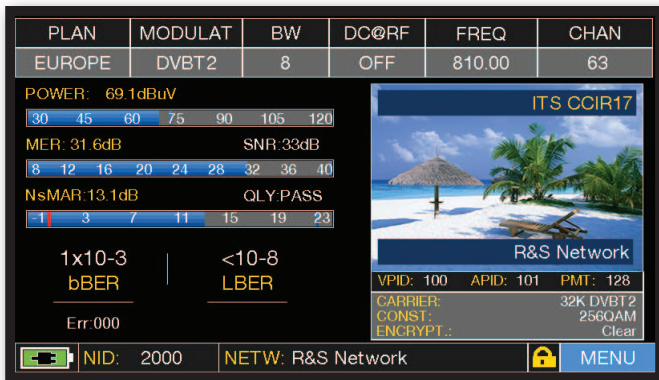 PLAN MODULAT BW DC@RF FREQ CHAN
EUROPE DVBT2 8 OFF 810.00 63
POWER: 69.1dBuV
30 45 60 75 90 105 120
MER: 31.6dB SNR:33dB
8 12 16 20 24 28 32 36 40
NsMAR:13.1dB QLY:PASS
-1 3 7 11 15 19 23
1x10-3 <10-8
bBER LBER
Err:000
ITS CCIR17
R&S Network
VPID: 100 APID: 101 PMT: 128
CARRIER: 32K DVBT2
CONST: 256QAM
ENCRYPT.: Clear
NID: 2000 NETW: R&S Network MENU